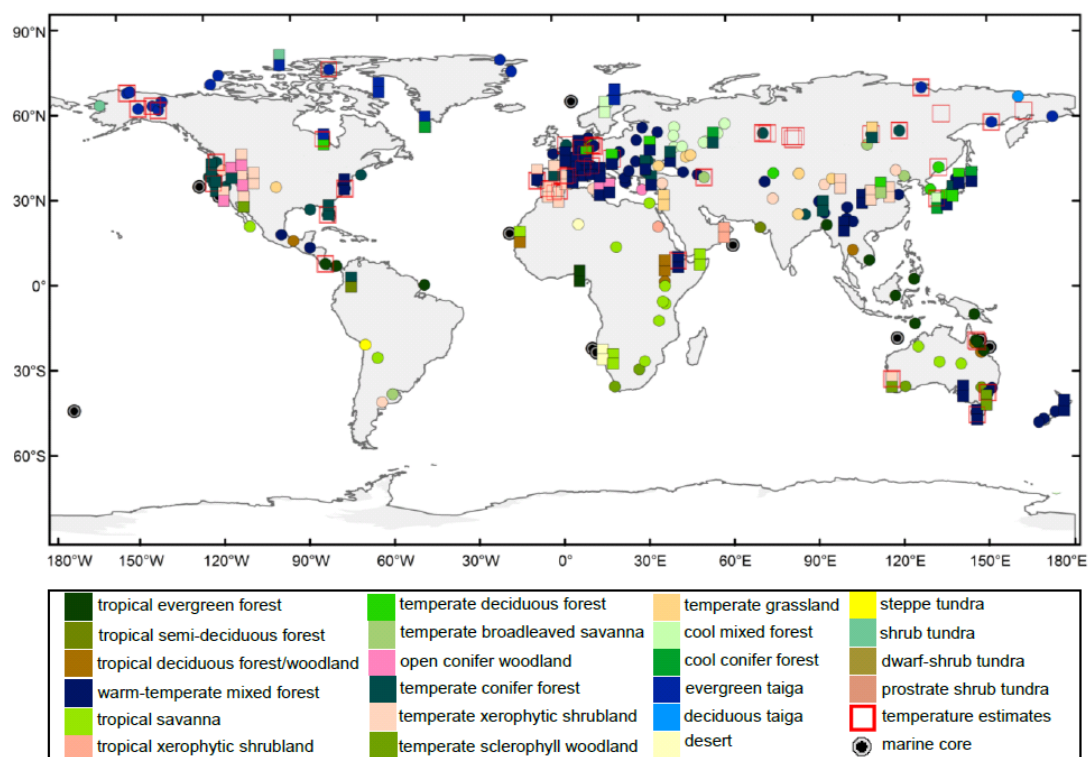 90°N
60°N
30°N
0°
30°S
60°S
180°W 150°W 120°W 90°W 60°W 30°W 0° 30°E 60°E 90°E 120°E 150°E 180°E
tropical evergreen forest temperate deciduous forest temperate grassland steppe tundra
tropical semi-deciduous forest temperate broadleaved savanna cool mixed forest shrub tundra
tropical deciduous forest/woodland open conifer woodland cool conifer forest dwarf-shrub tundra
warm-temperate mixed forest temperate conifer forest evergreen taiga prostrate shrub tundra
tropical savanna temperate xerophytic shrubland deciduous taiga temperature estimates
tropical xerophytic shrubland temperate sclerophyll woodland desert marine core